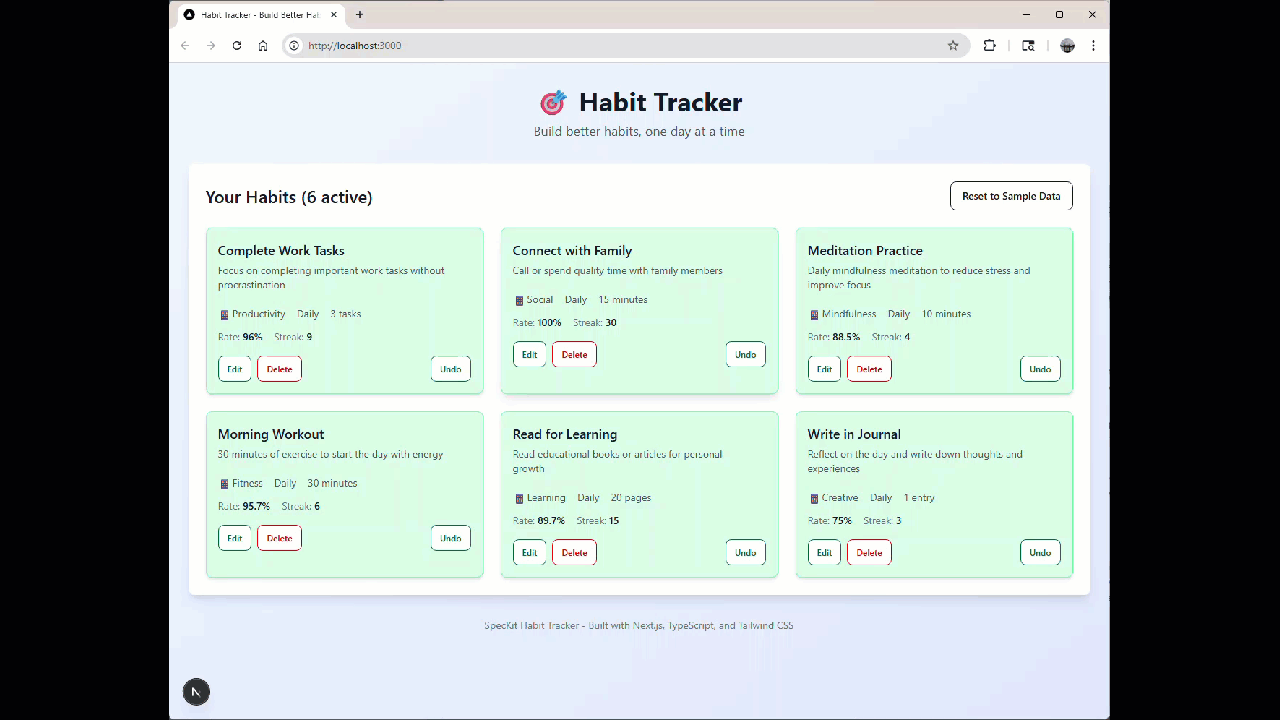 Habit Tracker - Build Better Hab
http://localhost:3000
Habit Tracker
Build better habits, one day at a time
Your Habits (6 active)
Reset to Sample Data
Complete Work Tasks
Focus on completing important work tasks without
procrastination
Productivity Daily 3 tasks
Rate: 96% Streak: 9
Edit Delete Undo
Connect with Family
Call or spend quality time with family members
Social Daily 15 minutes
Rate: 100% Streak: 30
Edit Delete Undo
Meditation Practice
Daily mindfulness meditation to reduce stress and
improve focus
Mindfulness Daily 10 minutes
Rate: 88.5% Streak: 4
Edit Delete Undo
Morning Workout
30 minutes of exercise to start the day with energy
Fitness Daily 30 minutes
Rate: 95.7% Streak: 6
Edit Delete Undo
Read for Learning
Read educational books or articles for personal
growth
Learning Daily 20 pages
Rate: 89.7% Streak: 15
Edit Delete Undo
Write in Journal
Reflect on the day and write down thoughts and
experiences
Creative Daily 1 entry
Rate: 75% Streak: 3
Edit Delete Undo
SpecKit Habit Tracker - Built with Next.js, TypeScript, and Tailwind CSS
N